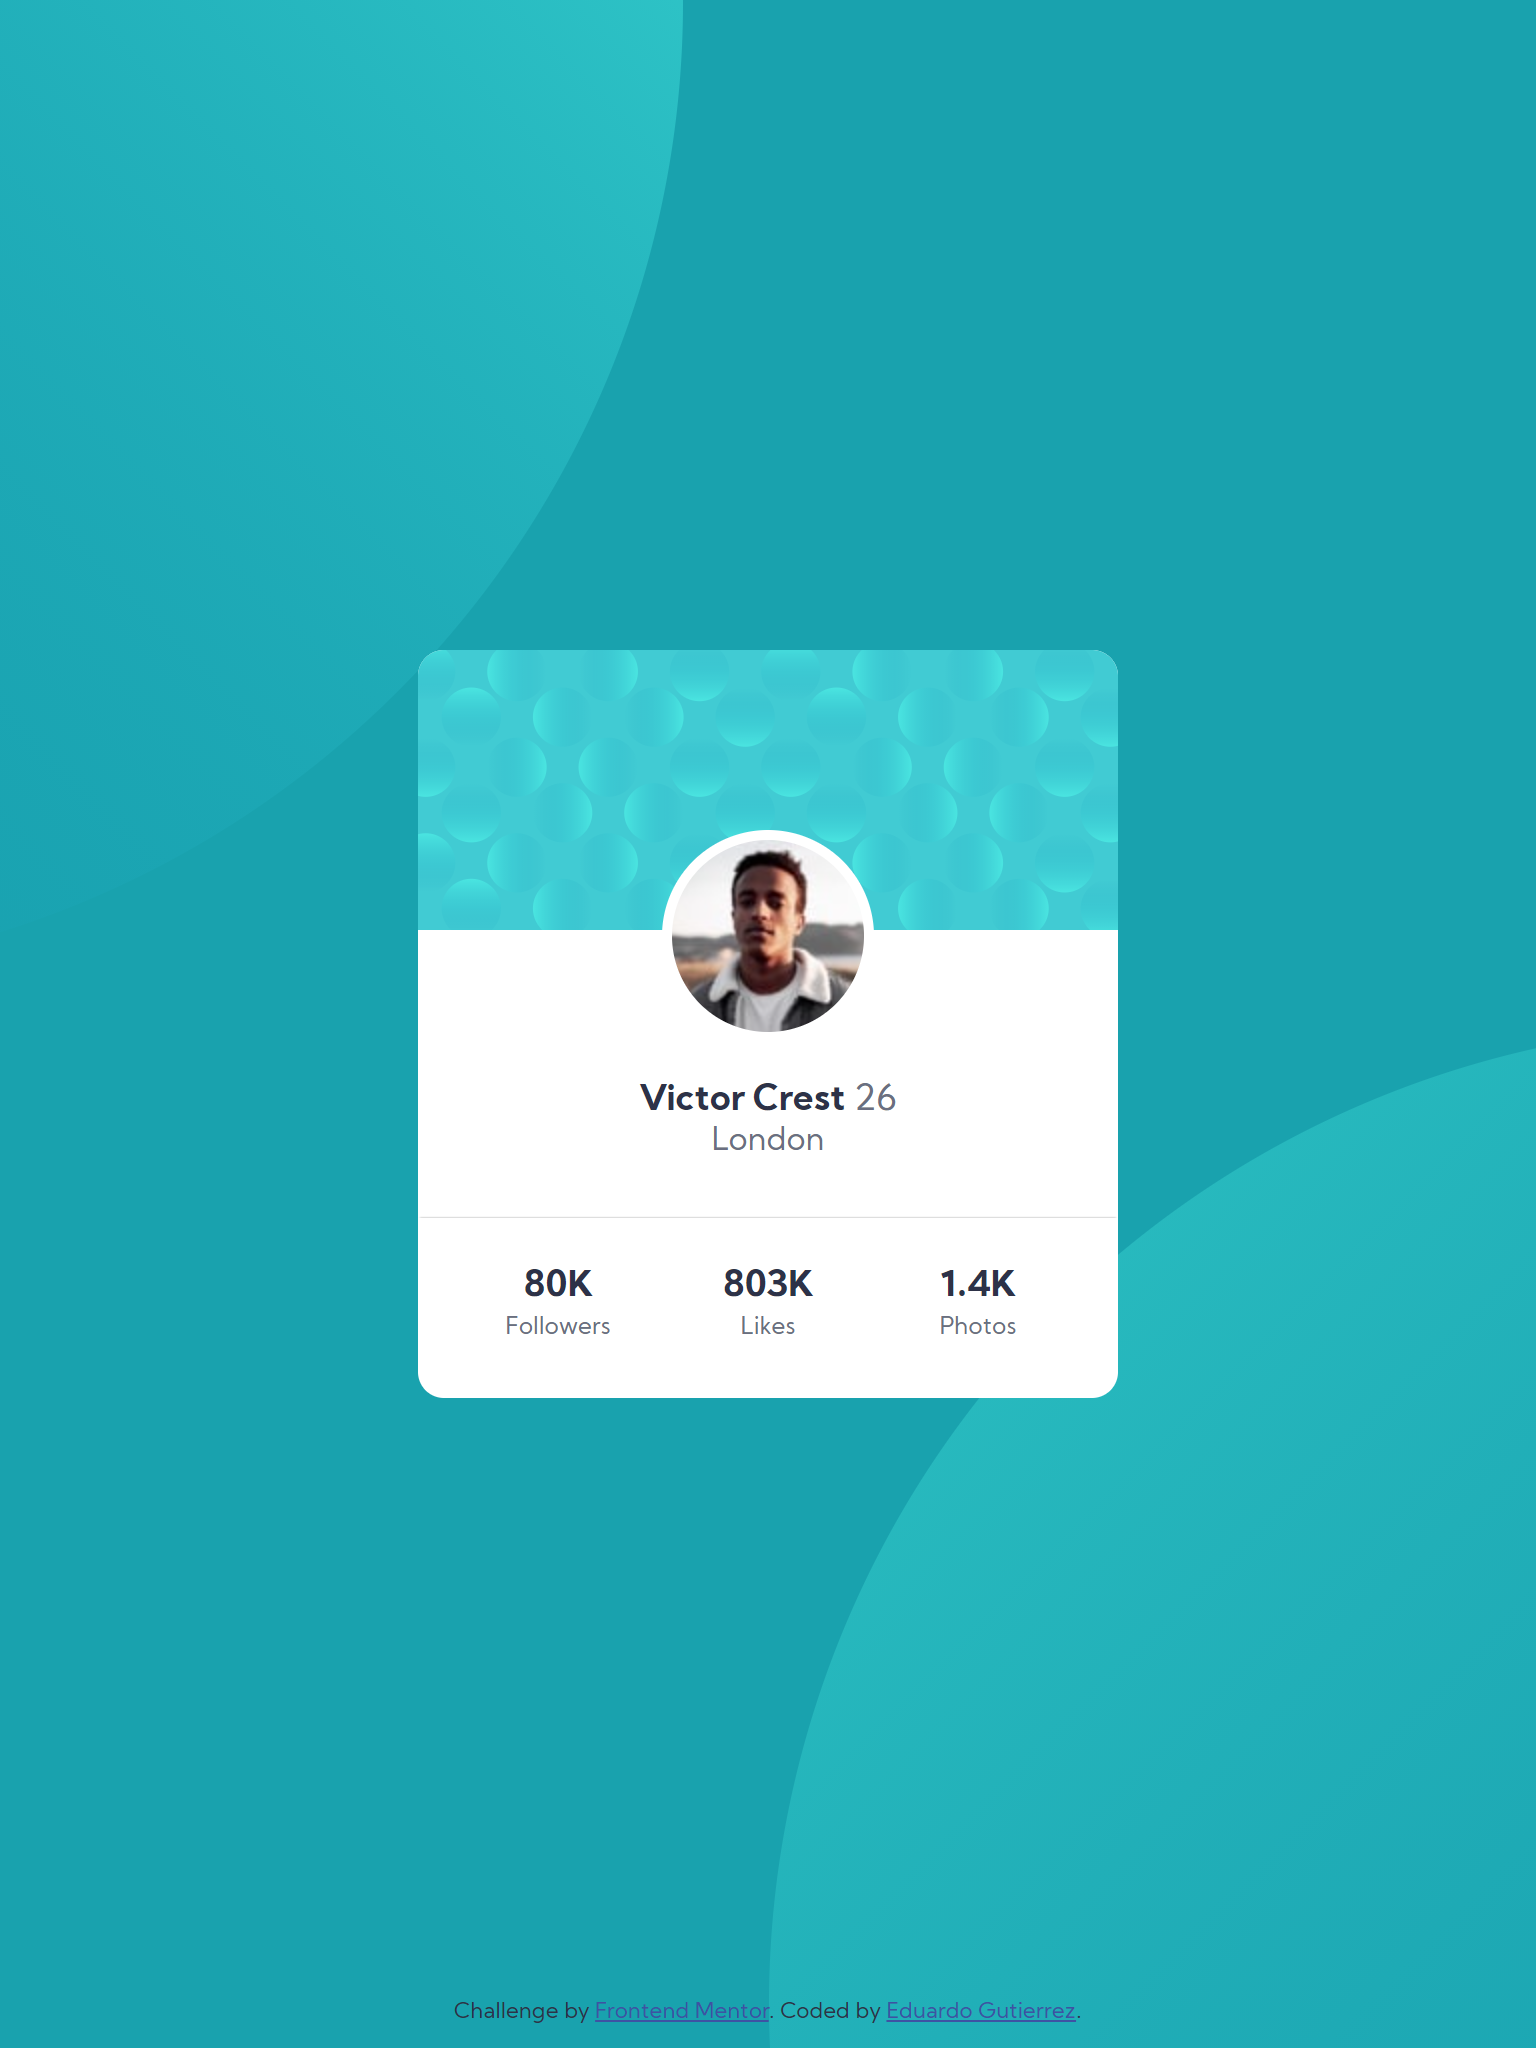 Victor Crest 26
London
80K
Followers
803K
Likes
1.4K
Photos
Challenge by Frontend Mentor. Coded by Eduardo Gutierrez.